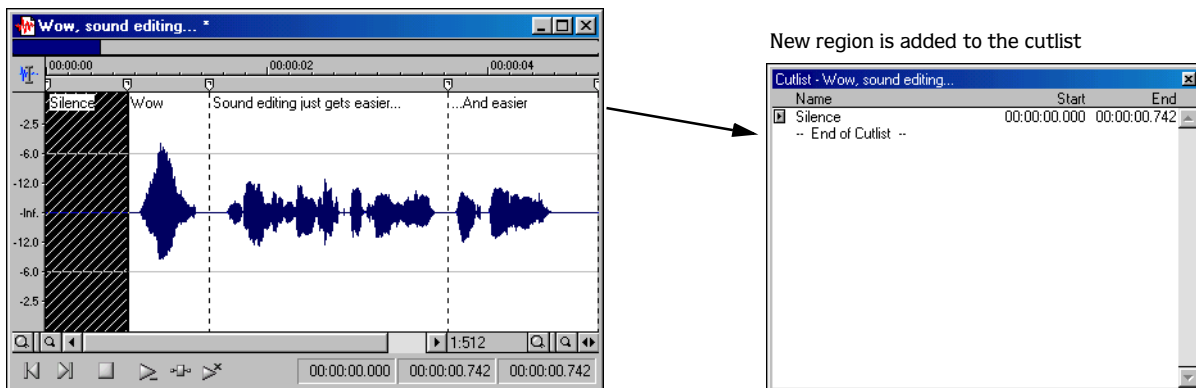 Wow, sound editing... *
00:00:00 00:00:02 00:00:04
Silence Wow Sound editing just gets easier... ...And easier
-2.5
-6.0
-12.0
-Inf.
-12.0
-6.0
-2.5
1:512
00:00:00.000 00:00:00.742 00:00:00.742
New region is added to the cutlist
Cutlist - Wow, sound editing...
Name Start End
Silence 00:00:00.000 00:00:00.742
-- End of Cutlist --